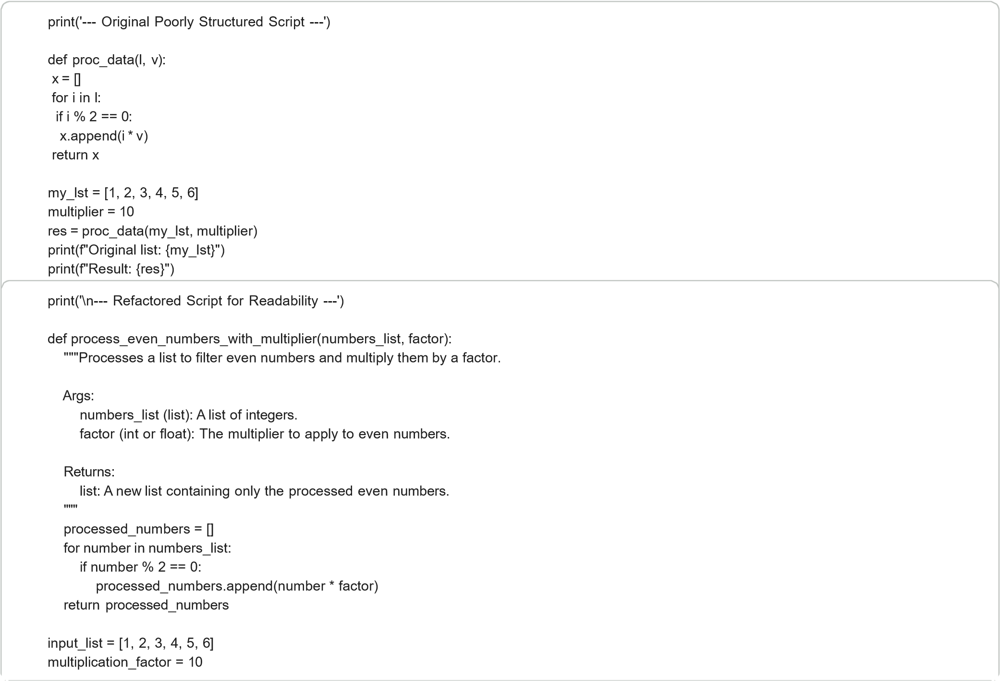 print('--- Original Poorly Structured Script ---')
def proc_data(l, v):
x = []
for i in l:
if i % 2 == 0:
x.append(i * v)
return x
my_lst = [1, 2, 3, 4, 5, 6]
multiplier = 10
res = proc_data(my_lst, multiplier)
print(f"Original list: {my_lst}")
print(f"Result: {res}")
print('\n--- Refactored Script for Readability ---')
def process_even_numbers_with_multiplier(numbers_list, factor):
"""Processes a list to filter even numbers and multiply them by a factor.
Args:
numbers_list (list): A list of integers.
factor (int or float): The multiplier to apply to even numbers.
Returns:
list: A new list containing only the processed even numbers.
"""
processed_numbers = []
for number in numbers_list:
if number % 2 == 0:
processed_numbers.append(number * factor)
return processed_numbers
input_list = [1, 2, 3, 4, 5, 6]
multiplication_factor = 10